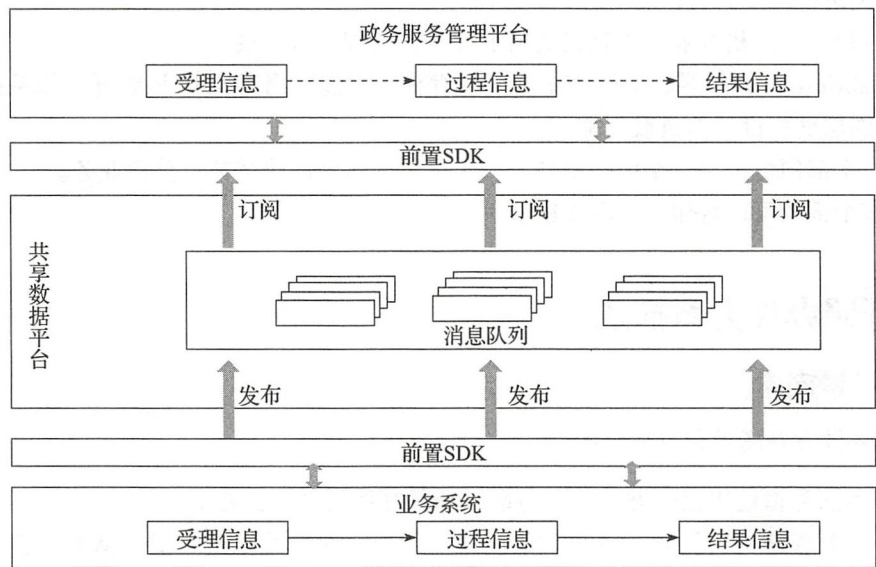 政务服务管理平台
受理信息 过程信息 结果信息
前置SDK
订阅 订阅 订阅
共享数据平台
消息队列
发布 发布 发布
前置SDK
业务系统
受理信息 过程信息 结果信息